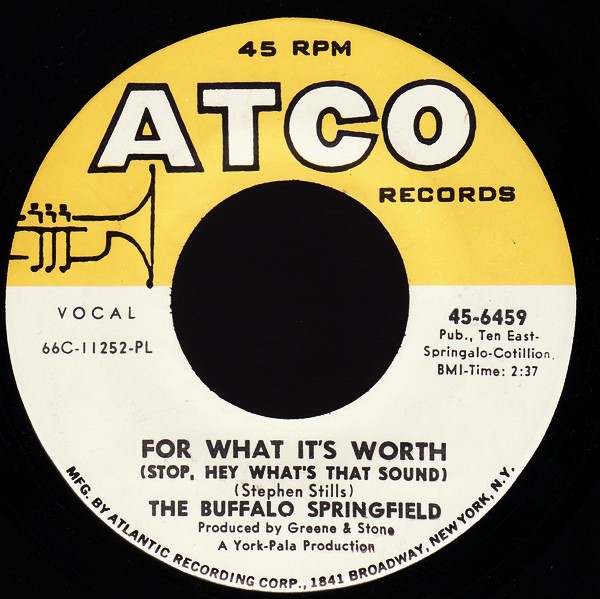 45 RPM
ATCO
RECORDS
VOCAL
66C-11252-PL
45-6459
Pub., Ten East-
Springalo-Cotillion,
BMI-Time: 2:37
FOR WHAT IT'S WORTH
(STOP, HEY WHAT'S THAT SOUND)
(Stephen Stills)
THE BUFFALO SPRINGFIELD
Produced by Greene & Stone
A York-Pala Production
MFG. BY ATLANTIC RECORDING CORP., 1841 BROADWAY, NEW YORK, N.Y.